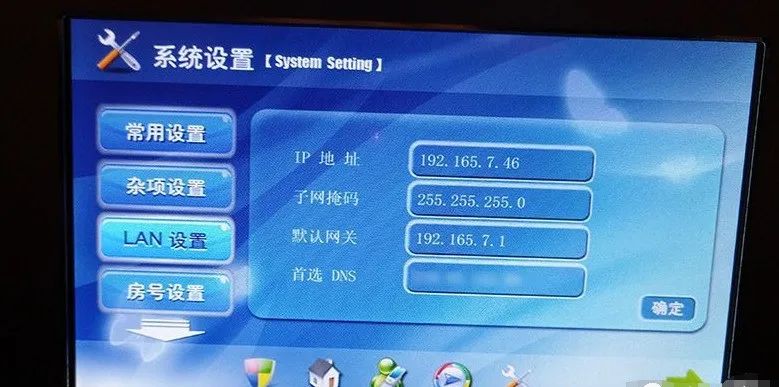 系统设置【System Setting】
常用设置
IP 地 址 192.165.7.46
杂项设置
子网掩码 255.255.255.0
LAN 设置
默认网关 192.165.7.1
房号设置
首选 DNS
确定